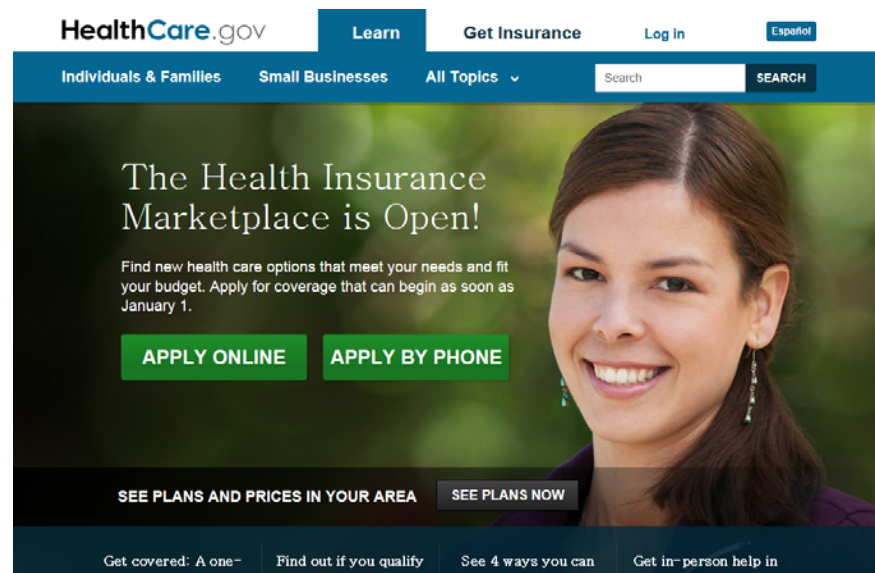 HealthCare.gov
Learn
Get Insurance
Log in
Español
Individuals & Families
Small Businesses
All Topics
Search
SEARCH
The Health Insurance
Marketplace is Open!
Find new health care options that meet your needs and fit
your budget. Apply for coverage that can begin as soon as
January 1.
APPLY ONLINE
APPLY BY PHONE
SEE PLANS AND PRICES IN YOUR AREA
SEE PLANS NOW
Get covered: A one-
Find out if you qualify
See 4 ways you can
Get in-person help in